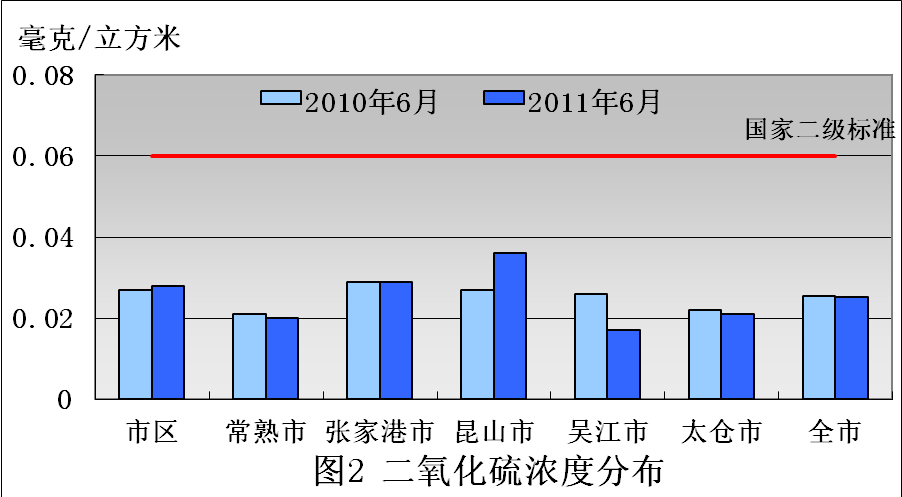 毫克/立方米
0.08
2010年6月 2011年6月
国家二级标准
0.06
0.04
0.02
0
市区 常熟市 张家港市 昆山市 吴江市 太仓市 全市
图2 二氧化硫浓度分布